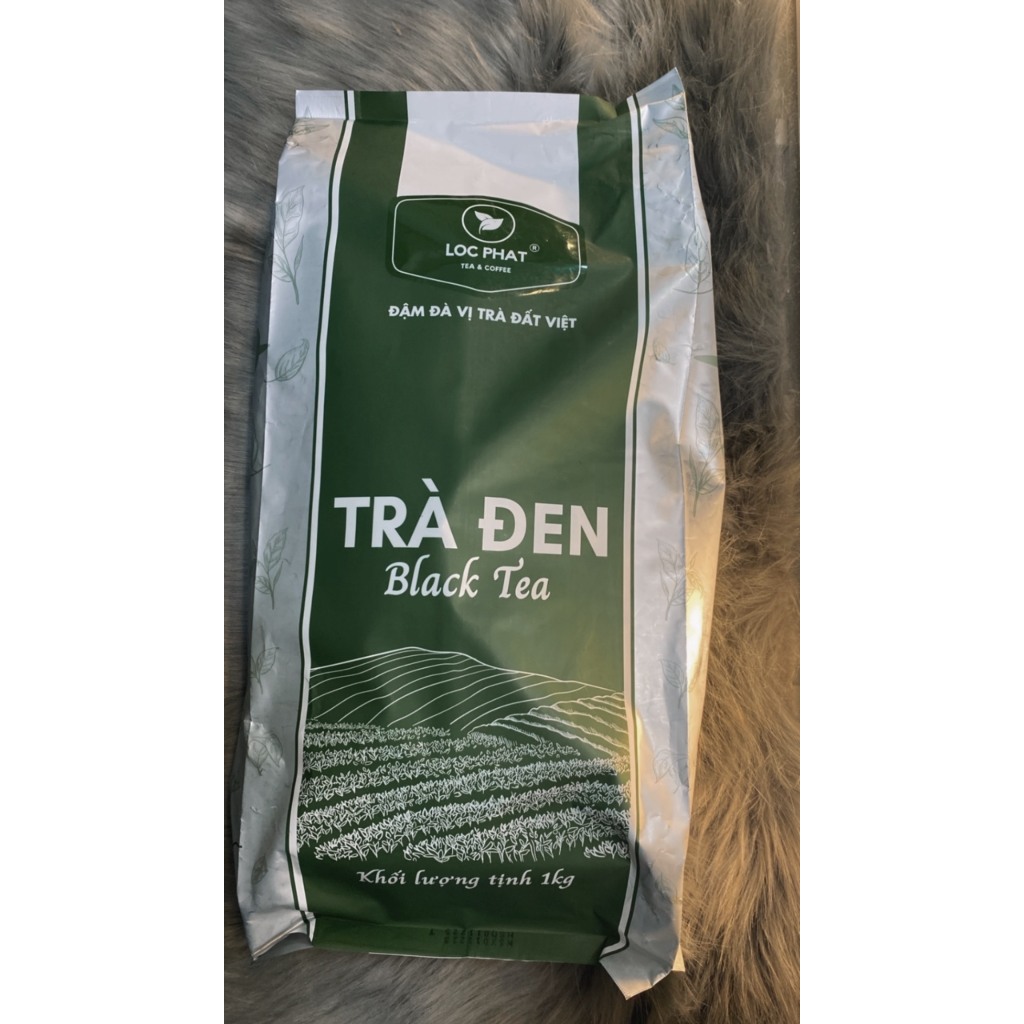 LOC PHAT ®
TEA & COFFEE
ĐẬM ĐÀ VỊ TRÀ ĐẤT VIỆT
TRÀ ĐEN
Black Tea
Khối lượng tịnh 1kg